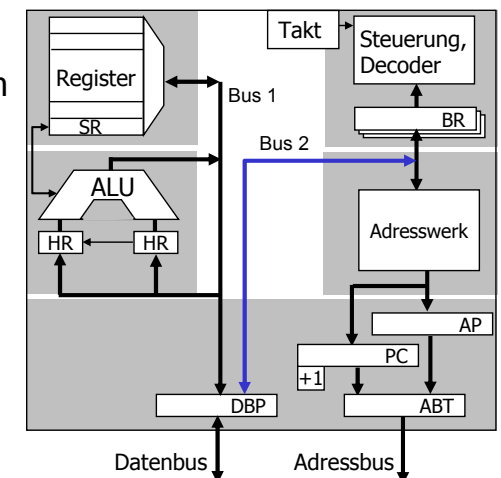 Takt
Steuerung,
Decoder
Register
n
Bus 1
BR
SR
Bus 2
ALU
Adresswerk
HR
HR
AP
PC
+1
DBP
ABT
Datenbus
Adressbus